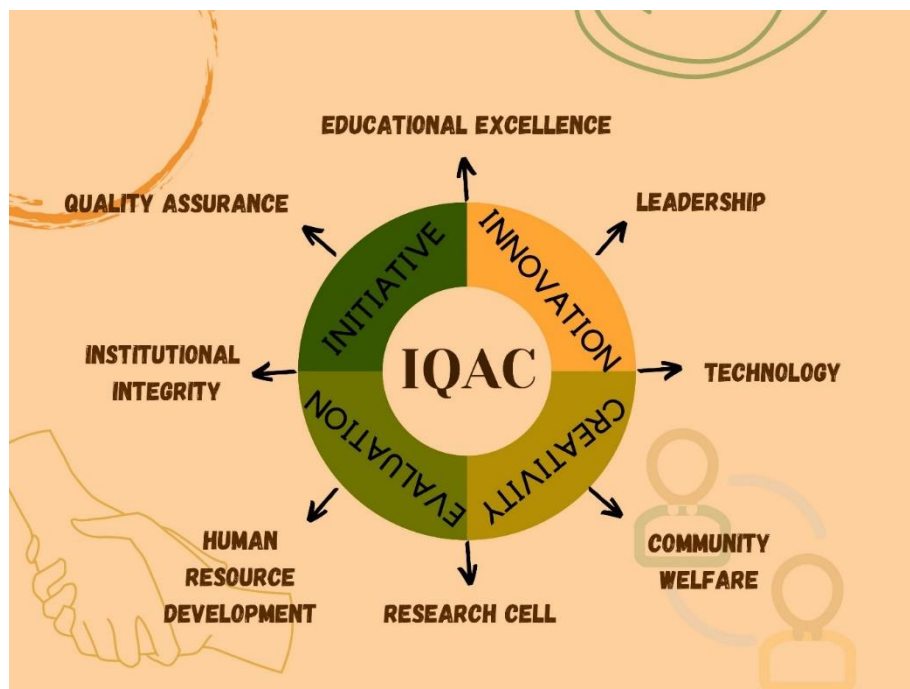 EDUCATIONAL EXCELLENCE
QUALITY ASSURANCE
LEADERSHIP
INITIATIVE
INNOVATION
INSTITUTIONAL
INTEGRITY
IQAC
TECHNOLOGY
EVALUATION
CREATIVITY
HUMAN
RESOURCE
DEVELOPMENT
RESEARCH CELL
COMMUNITY
WELFARE